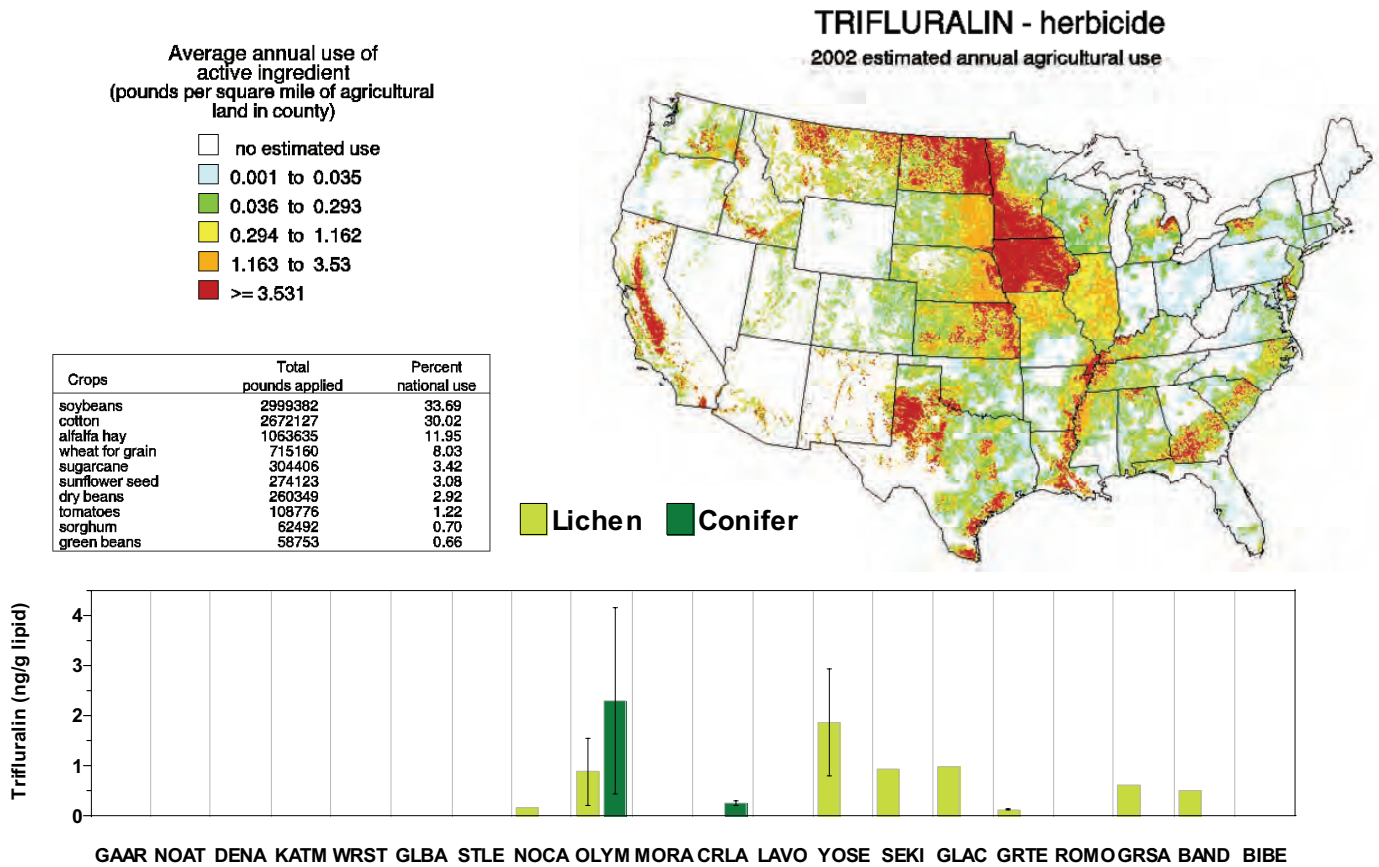 TRIFLURALIN - herbicide
2002 estimated annual agricultural use
Average annual use of
active ingredient
(pounds per square mile of agricultural
land in county)
no estimated use
0.001 to 0.035
0.036 to 0.293
0.294 to 1.162
1.163 to 3.53
>= 3.531
Crops Total pounds applied Percent national use
soybeans 2999382 33.69
cotton 2672127 30.02
alfalfa hay 1063635 11.95
wheat for grain 715160 8.03
sugarcane 304406 3.42
sunflower seed 274123 3.08
dry beans 260349 2.92
tomatoes 108776 1.22
sorghum 62492 0.70
green beans 58753 0.66
Lichen Conifer
Trifluralin (ng/g lipid)
4
3
2
1
0
GAAR NOAT DENA KATM WRST GLBA STLE NOCA OLYM MORA CRLA LAVO YOSE SEKI GLAC GRTE ROMO GRSA BAND BIBE